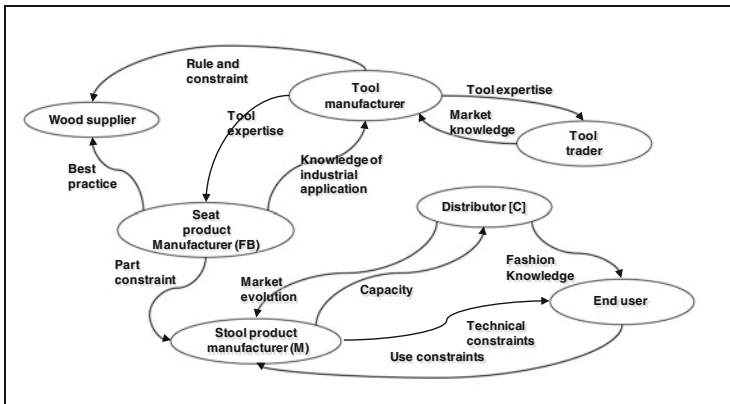 Rule and
constraint
Tool
manufacturer
Tool expertise
Wood supplier
Tool
expertise
Market
knowledge
Tool
trader
Best
practice
Knowledge of
industrial
application
Seat
product
Manufacturer (FB)
Distributor [C]
Part
constraint
Market
evolution
Capacity
Fashion
Knowledge
End user
Stool product
manufacturer (M)
Technical
constraints
Use constraints